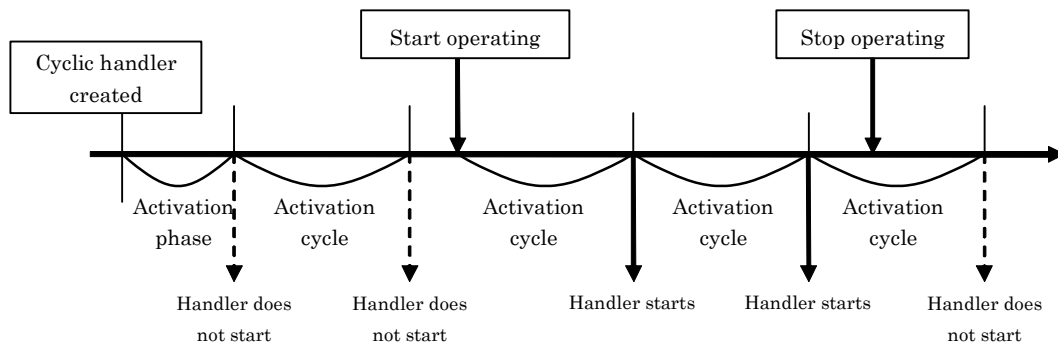 Start operating
Stop operating
Cyclic handler
created
Activation
phase
Activation
cycle
Activation
cycle
Activation
cycle
Activation
cycle
Handler does
not start
Handler does
not start
Handler starts
Handler starts
Handler does
not start